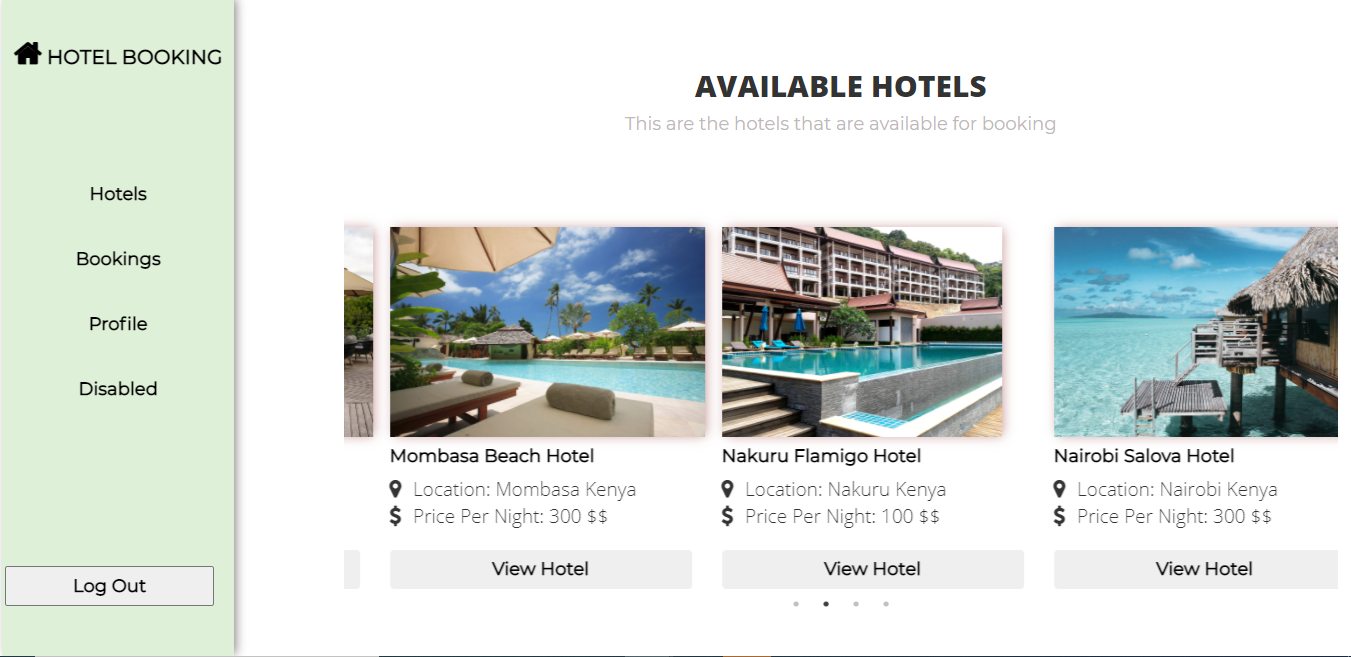 HOTEL BOOKING
Hotels
Bookings
Profile
Disabled
Log Out
AVAILABLE HOTELS
This are the hotels that are available for booking
Mombasa Beach Hotel
Location: Mombasa Kenya
Price Per Night: 300 $$
View Hotel
Nakuru Flamigo Hotel
Location: Nakuru Kenya
Price Per Night: 100 $$
View Hotel
Nairobi Salova Hotel
Location: Nairobi Kenya
Price Per Night: 300 $$
View Hotel